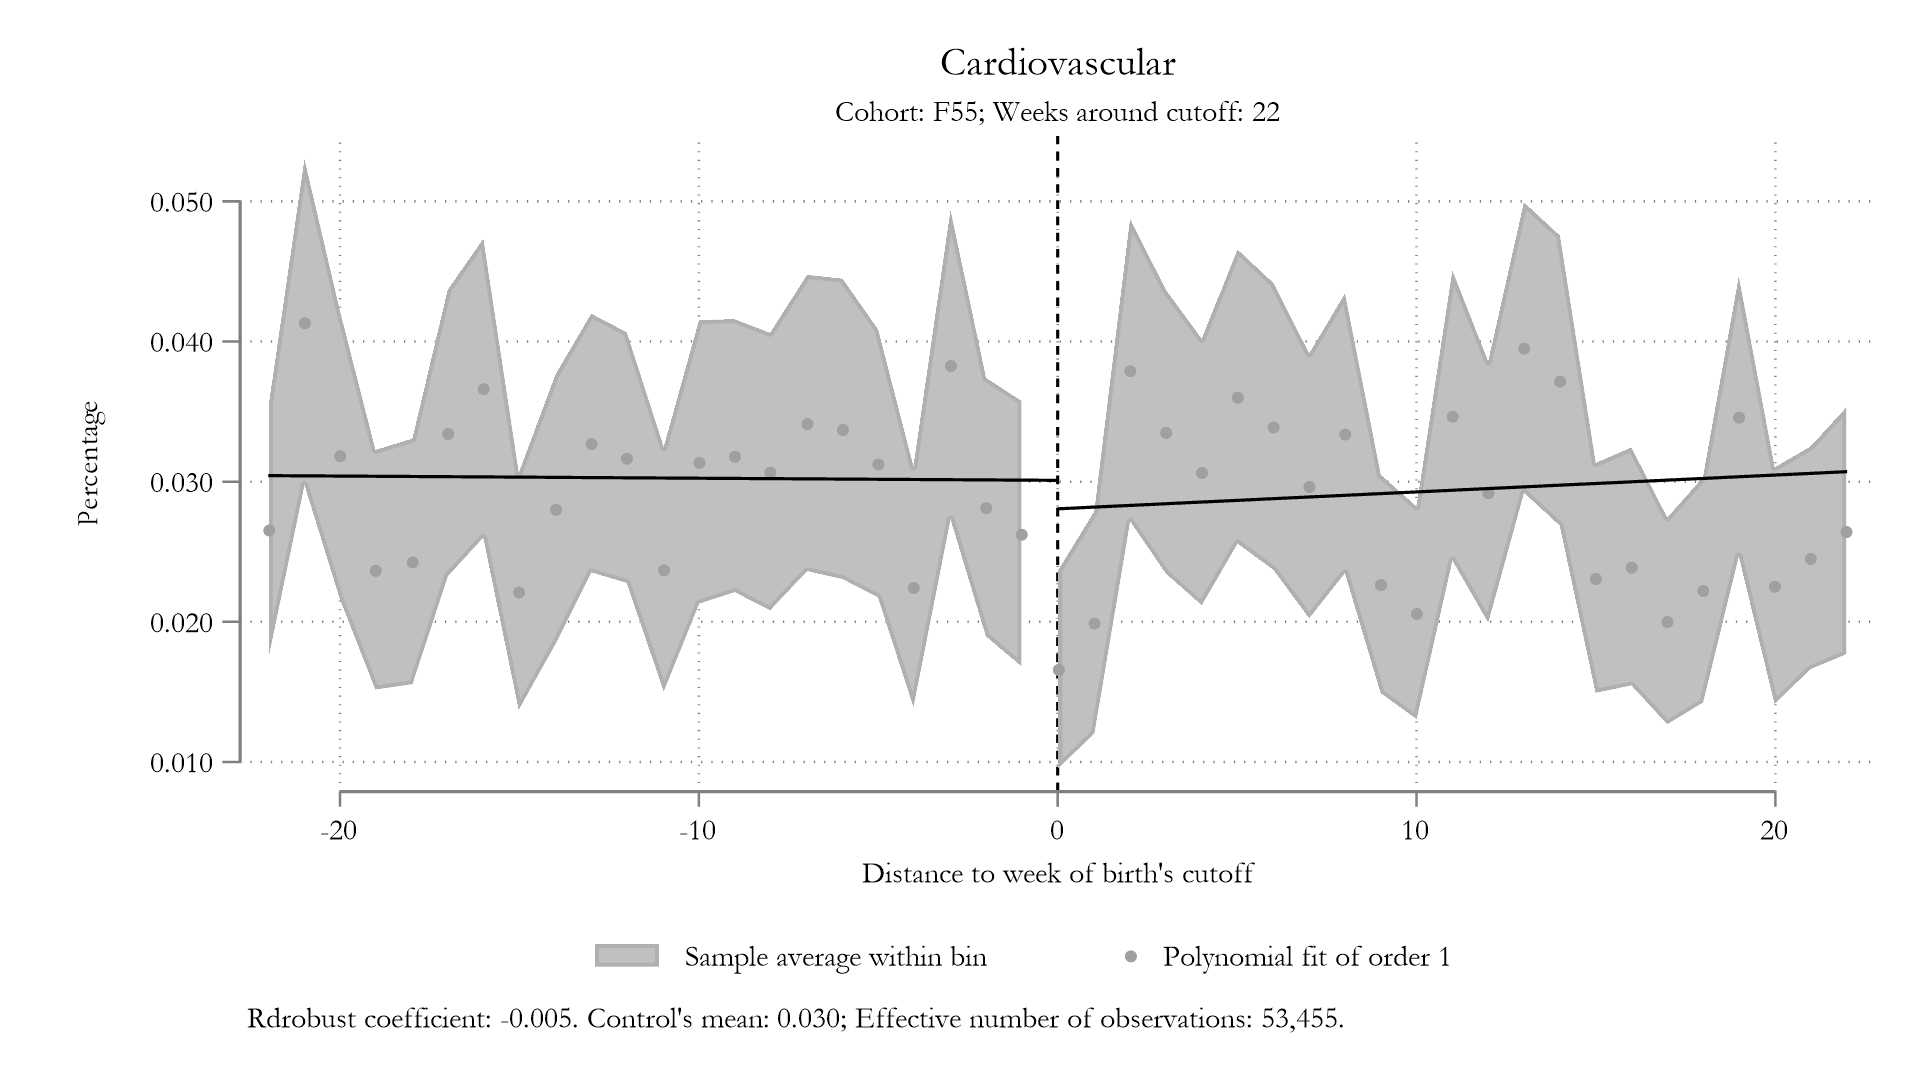 Cardiovascular
Cohort: F55; Weeks around cutoff: 22
Percentage
0.050
0.040
0.030
0.020
0.010
-20 -10 0 10 20
Distance to week of birth's cutoff
Sample average within bin Polynomial fit of order 1
Rdrobust coefficient: -0.005. Control's mean: 0.030; Effective number of observations: 53,455.